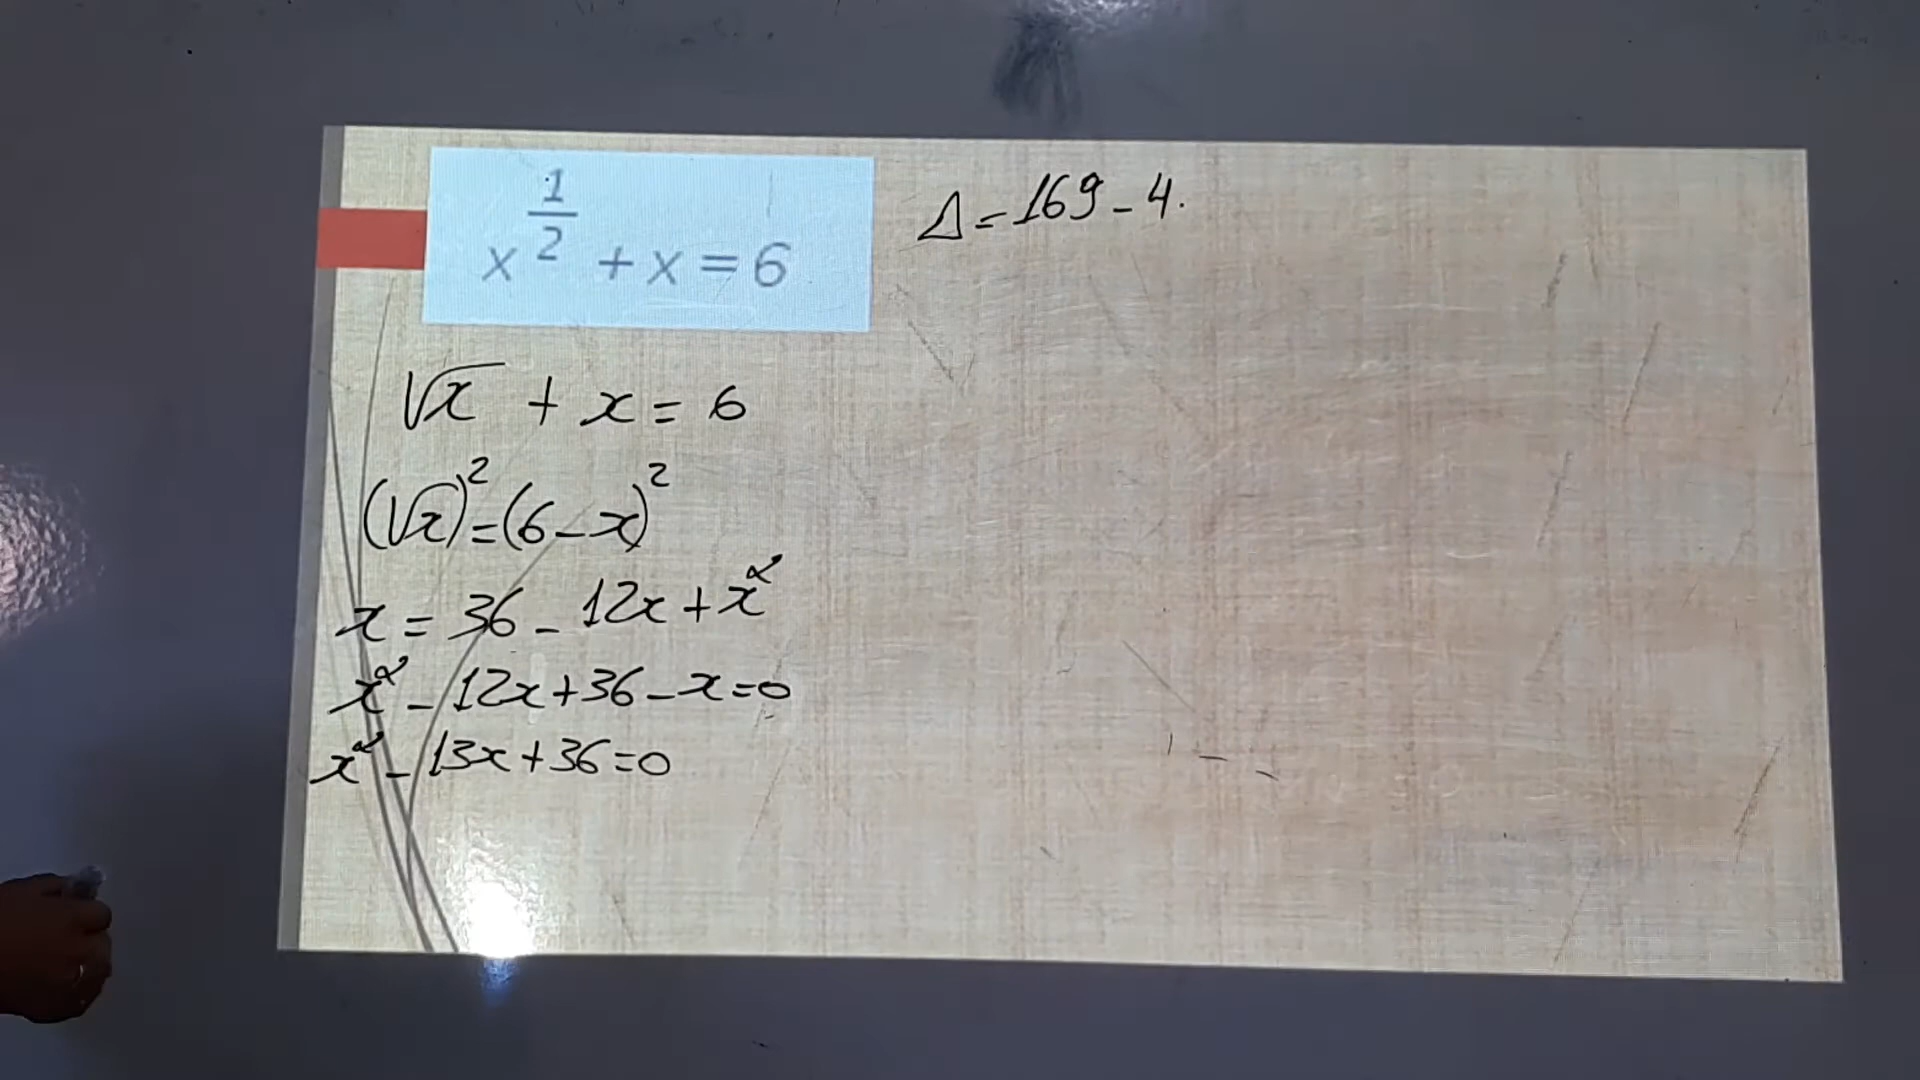 x^{1/2} + x = 6
√x + x = 6
(√x)² = (6 - x)²
x = 36 - 12x + x²
x² - 12x + 36 - x = 0
x² - 13x + 36 = 0
Δ = 169 - 4.